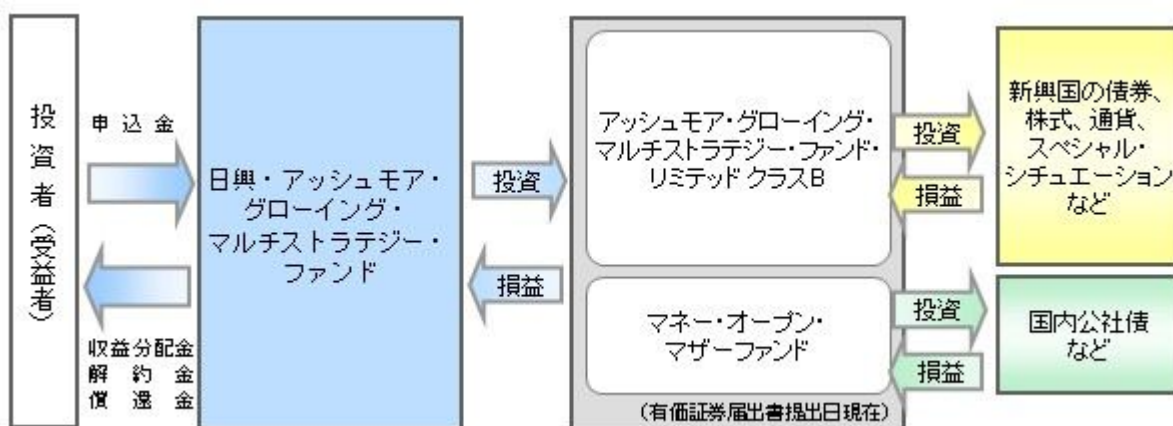 投資者(受益者)
申込金
収益分配金
解約金
償還金
日興・アッシュモア・
グローイング・
マルチストラテジー・
ファンド
投資
損益
アッシュモア・グローイング・
マルチストラテジー・ファンド・
リミテッド クラスB
マネー・オープン・
マザーファンド
(有価証券届出書提出日現在)
投資
損益
投資
損益
新興国の債券、
株式、通貨、
スペシャル・
シチュエーション
など
国内公社債
など